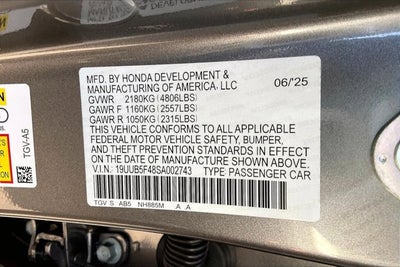 MFD. BY HONDA DEVELOPMENT &
MANUFACTURING OF AMERICA, LLC 06/'25
GVWR 2180KG (4806LBS)
GAWR F 1160KG (2557LBS)
GAWR R 1050KG (2315LBS)
THIS VEHICLE CONFORMS TO ALL APPLICABLE
FEDERAL MOTOR VEHICLE SAFETY, BUMPER,
AND THEFT PREVENTION STANDARDS IN EFFECT
ON THE DATE OF MANUFACTURE SHOWN ABOVE.
V.I.N. 19UUB5F48SA002743 TYPE PASSENGER CAR
TGV S AB5 NH885M A A
TGV-A5